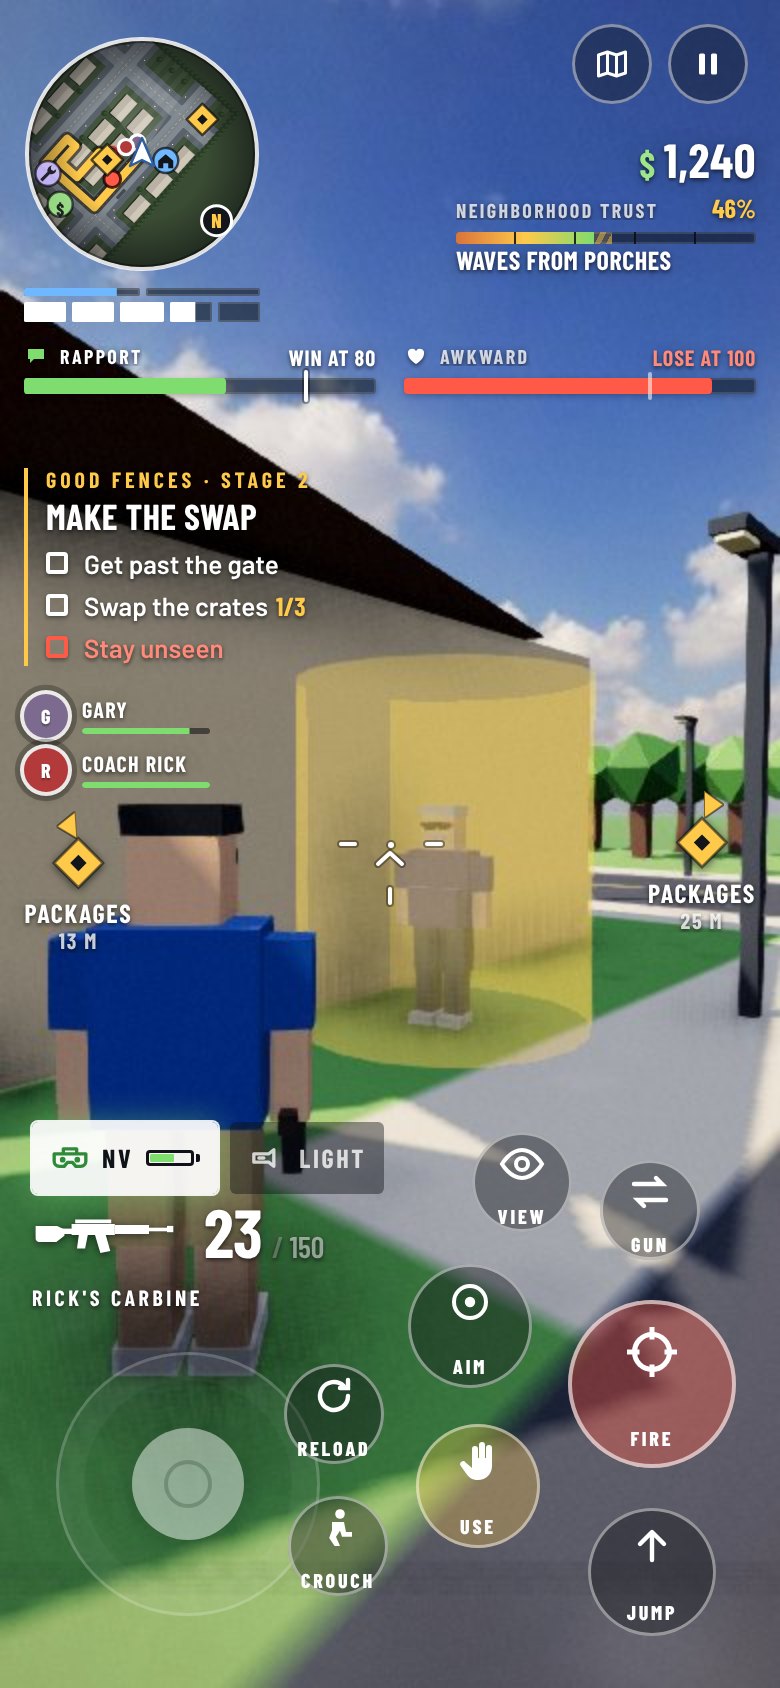 $ 1,240
NEIGHBORHOOD TRUST 46%
WAVES FROM PORCHES
$
N
RAPPORT WIN AT 80
AWKWARD LOSE AT 100
GOOD FENCES · STAGE 2
MAKE THE SWAP
Get past the gate
Swap the crates 1/3
Stay unseen
G GARY
R COACH RICK
PACKAGES
13 M
PACKAGES
25 M
NV
LIGHT
VIEW
GUN
23 / 150
RICK'S CARBINE
AIM
FIRE
RELOAD
USE
CROUCH
JUMP